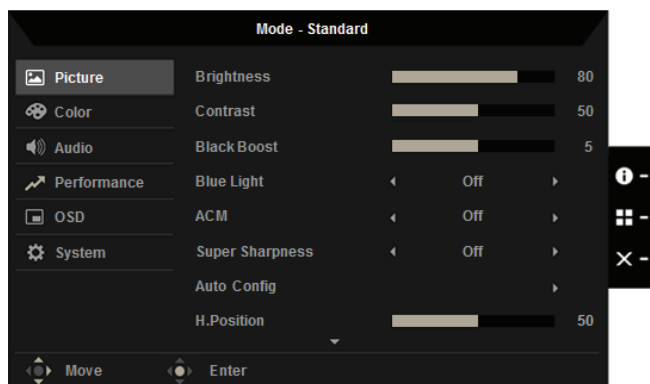 Mode - Standard
Picture
Color
Audio
Performance
OSD
System
Brightness 80
Contrast 50
Black Boost 5
Blue Light Off
ACM Off
Super Sharpness Off
Auto Config
H.Position 50
Move Enter